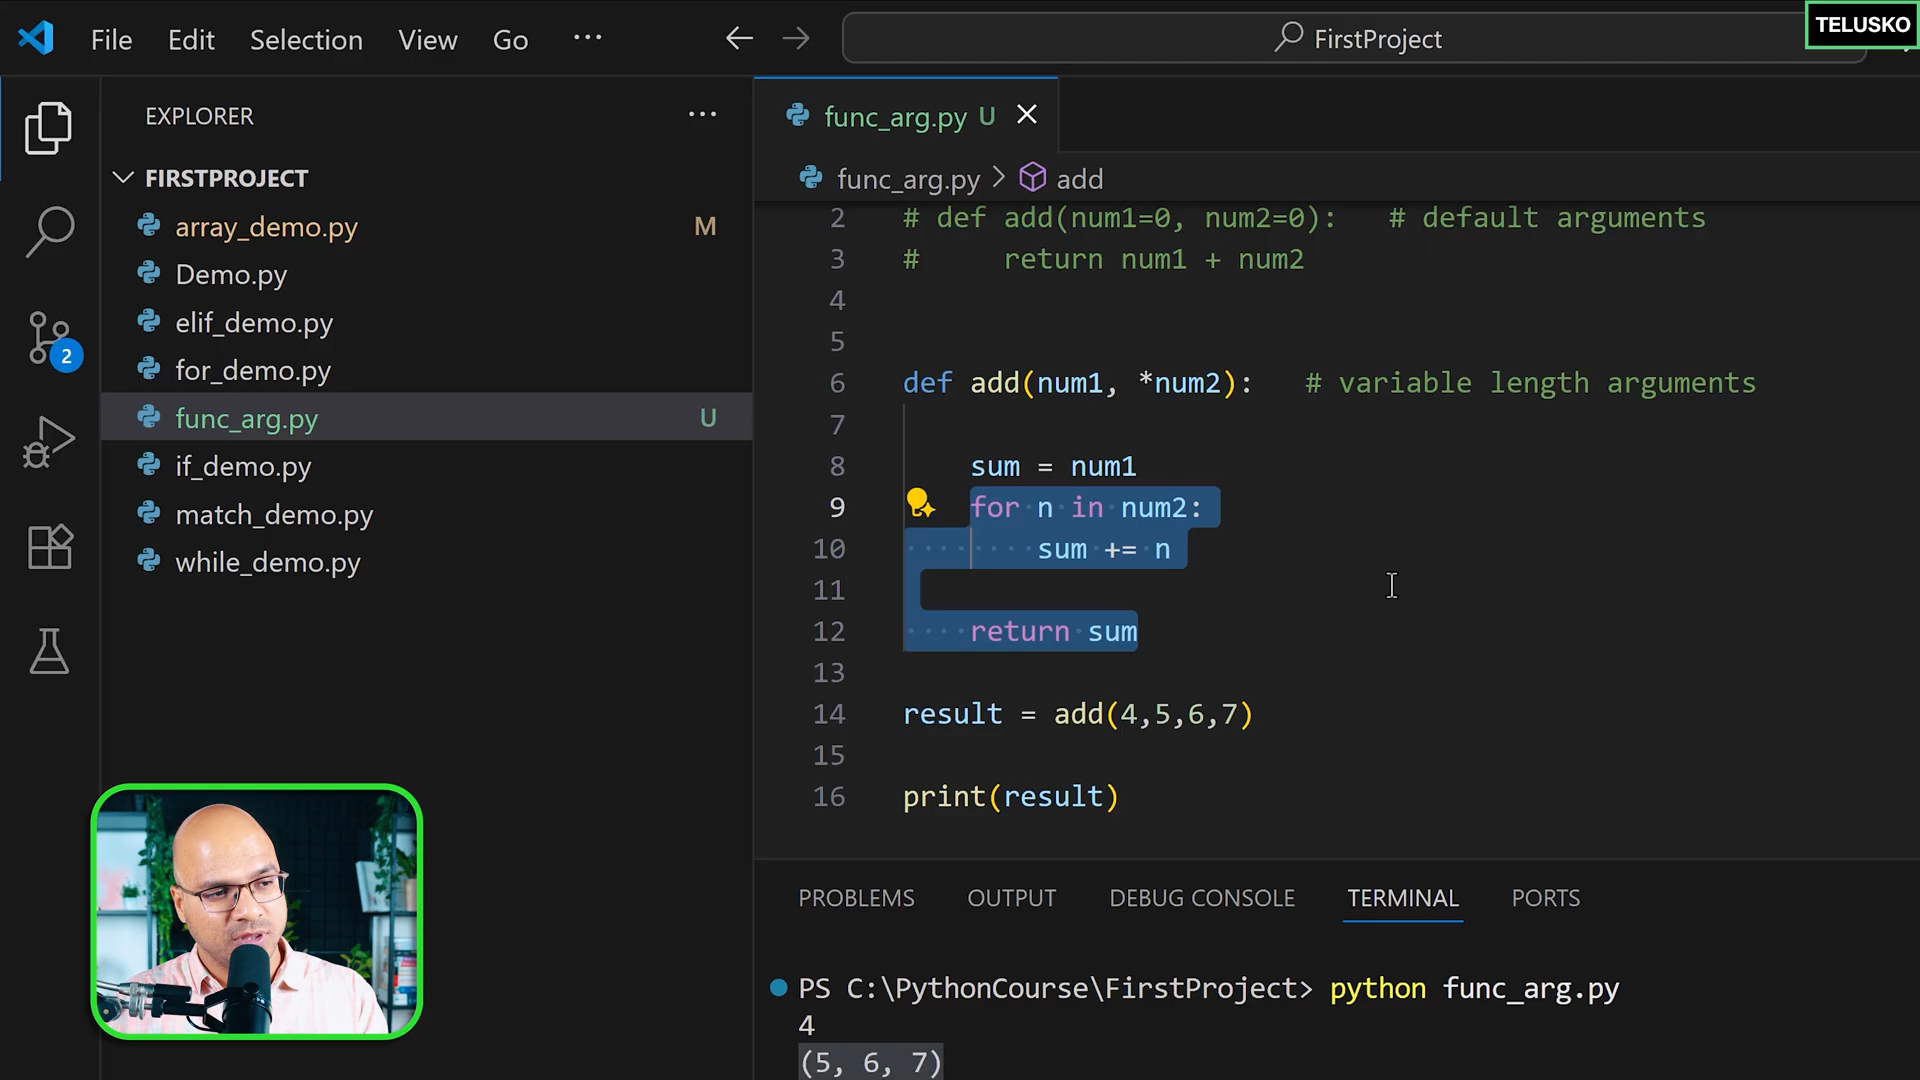 File Edit Selection View Go ...
FirstProject
TELUSKO
EXPLORER ...
FIRSTPROJECT
array_demo.py M
Demo.py
elif_demo.py
for_demo.py
func_arg.py U
if_demo.py
match_demo.py
while_demo.py
2
func_arg.py U
func_arg.py > add
2 # def add(num1=0, num2=0): # default arguments
3 # return num1 + num2
4
5
6 def add(num1, *num2): # variable length arguments
7
8 sum = num1
9 for n in num2:
10 sum += n
11
12 return sum
13
14 result = add(4,5,6,7)
15
16 print(result)
PROBLEMS OUTPUT DEBUG CONSOLE TERMINAL PORTS
PS C:\PythonCourse\FirstProject> python func_arg.py
4
(5, 6, 7)